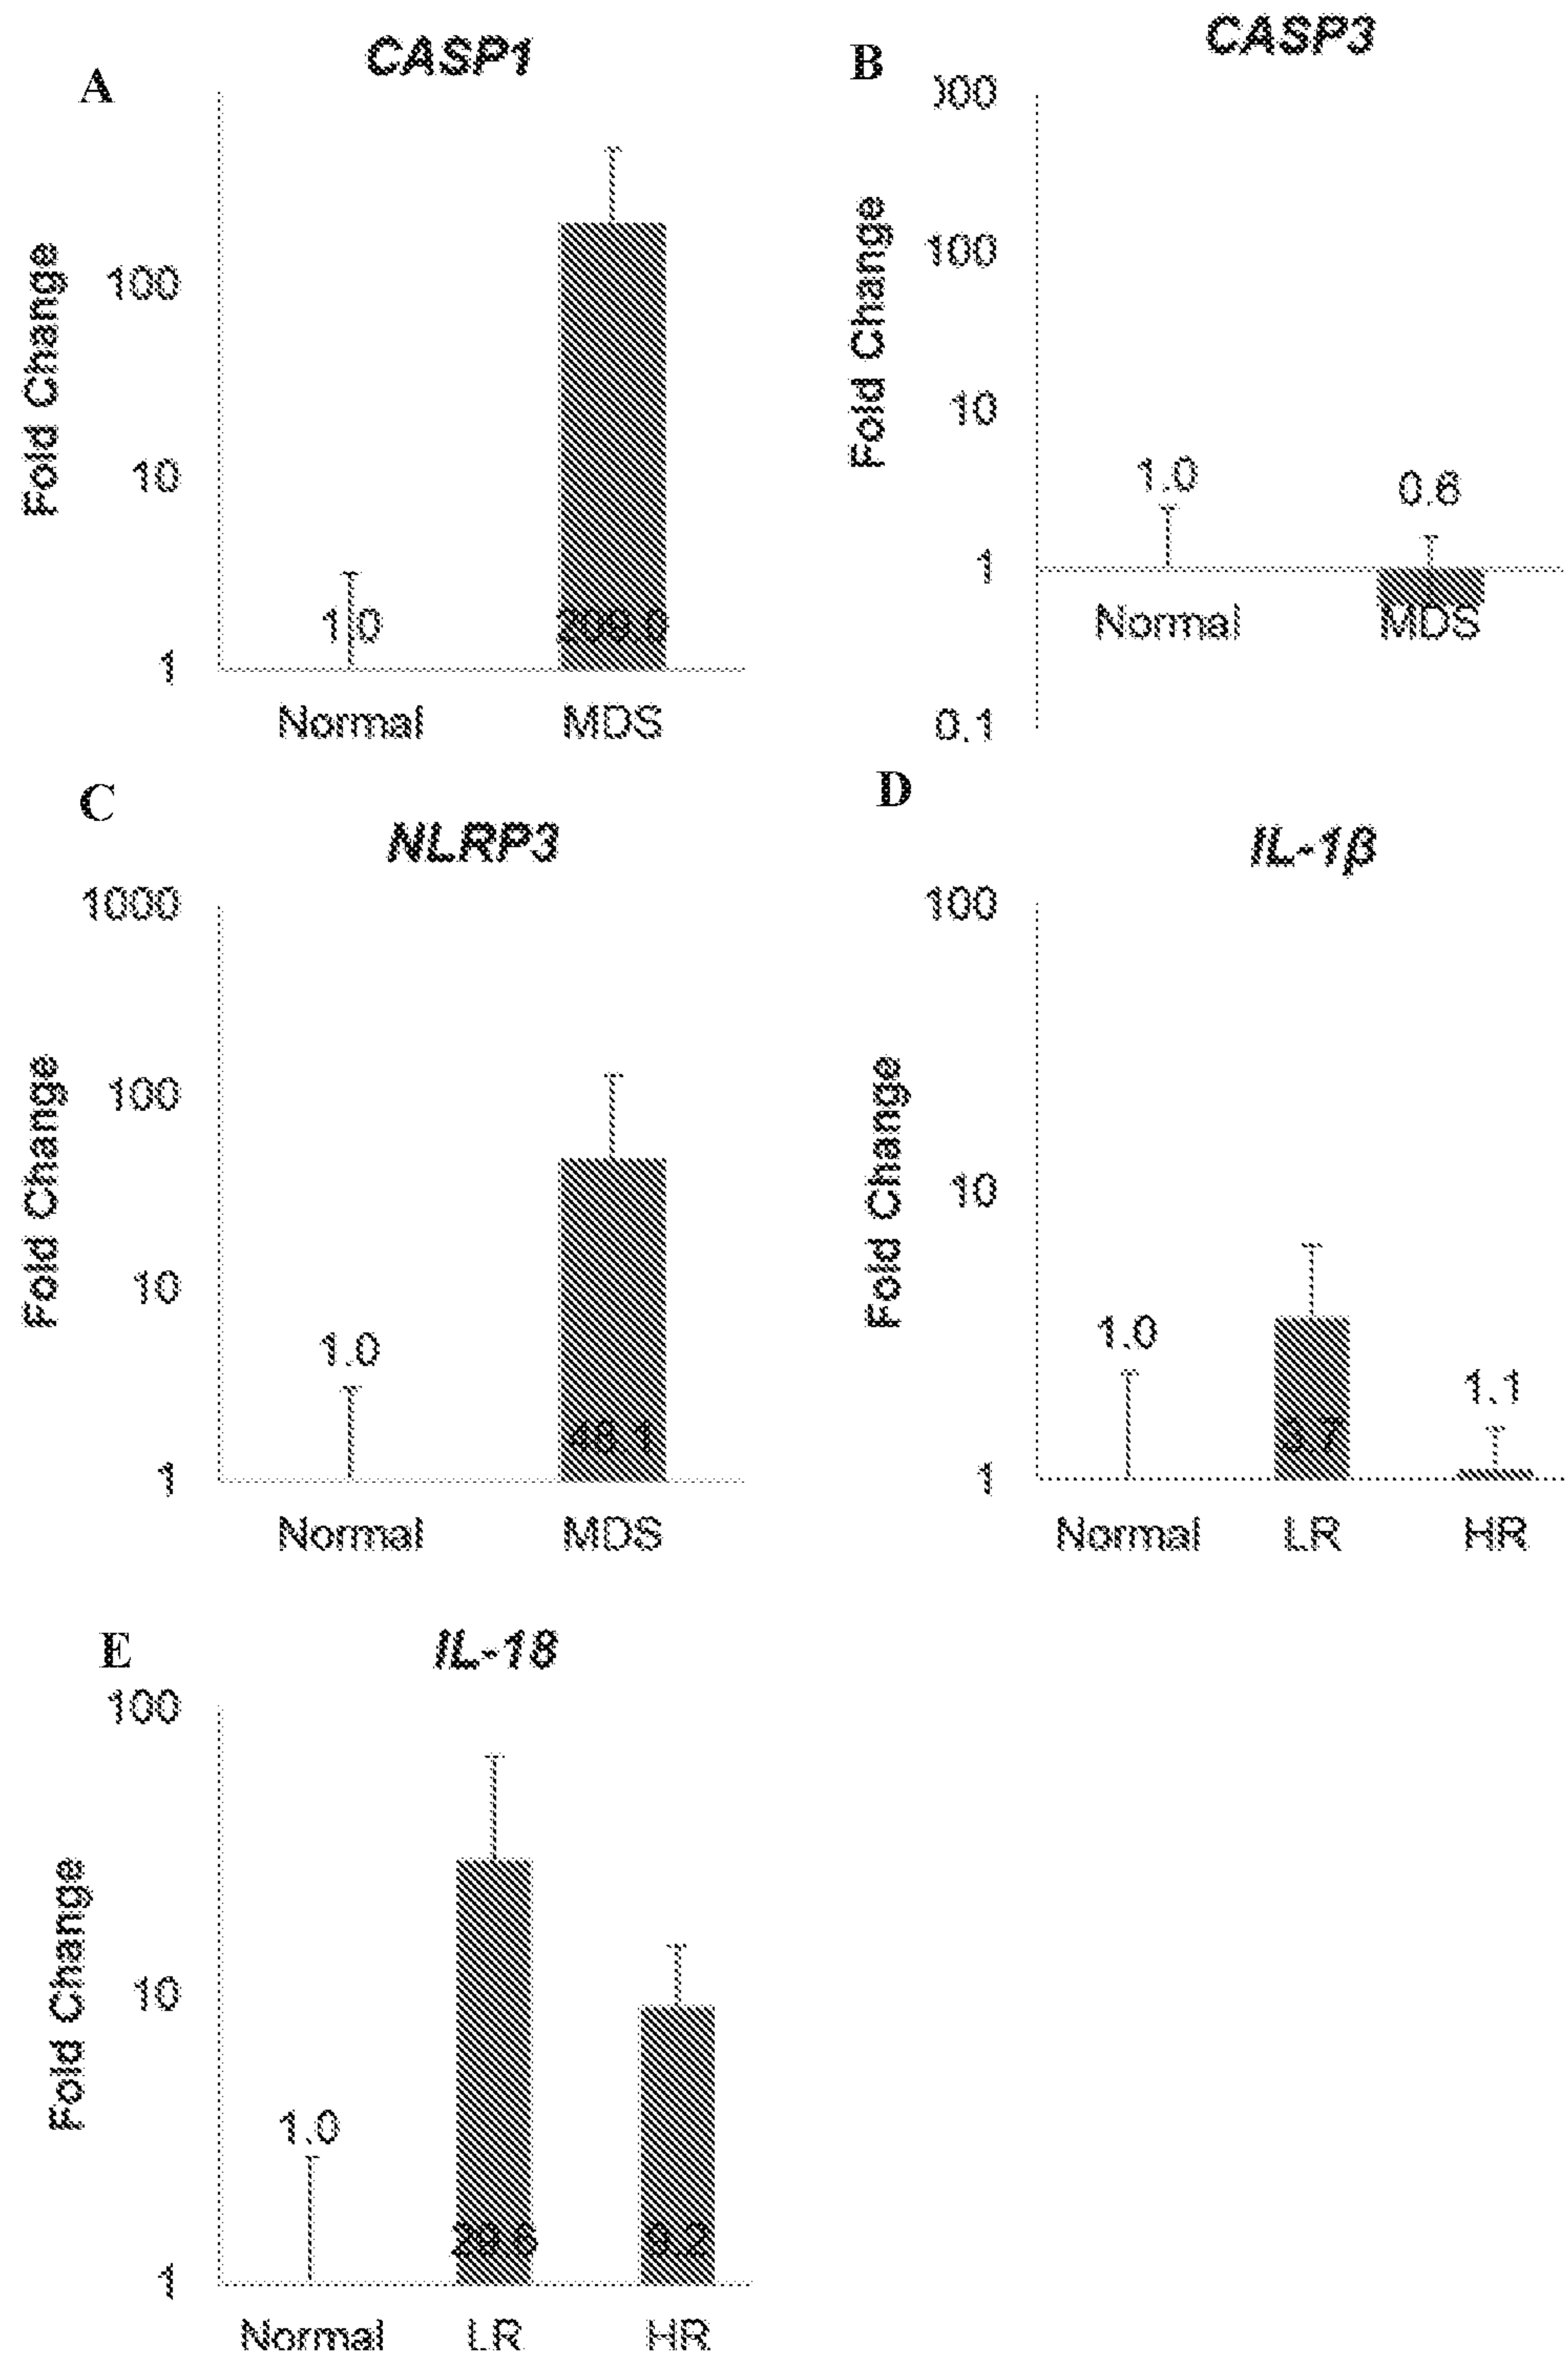 A
CASP1
Fold Change
100
10
1
1.0
209.0
Normal
MDS
B
CASP3
Fold Change
100
10
1
0.1
1.0
0.6
Normal
MDS
C
NLRP3
Fold Change
1000
100
10
1
1.0
48.1
Normal
MDS
D
IL-1β
Fold Change
100
10
1
1.0
3.7
1.1
Normal
LR
HR
E
IL-18
Fold Change
100
10
1
1.0
29.6
9.2
Normal
LR
HR